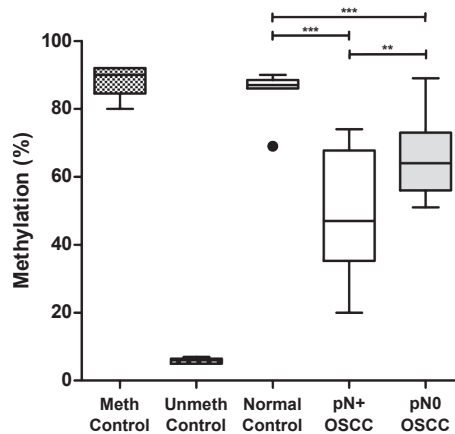 ***
***
**
100
80
60
40
20
0
Methylation (%)
Meth Control
Unmeth Control
Normal Control
pN+ OSCC
pN0 OSCC